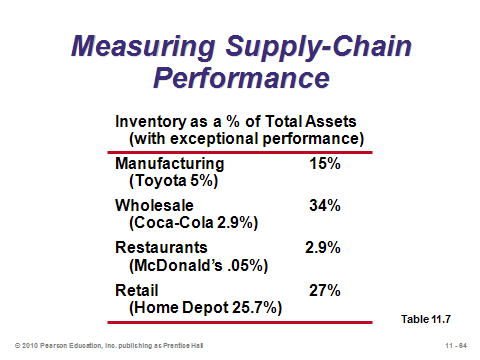 Measuring Supply-Chain
Performance
Inventory as a % of Total Assets
(with exceptional performance)
Manufacturing 15%
(Toyota 5%)
Wholesale 34%
(Coca-Cola 2.9%)
Restaurants 2.9%
(McDonald's .05%)
Retail 27%
(Home Depot 25.7%)
Table 11.7
© 2010 Pearson Education, Inc. publishing as Prentice Hall 11 - 64